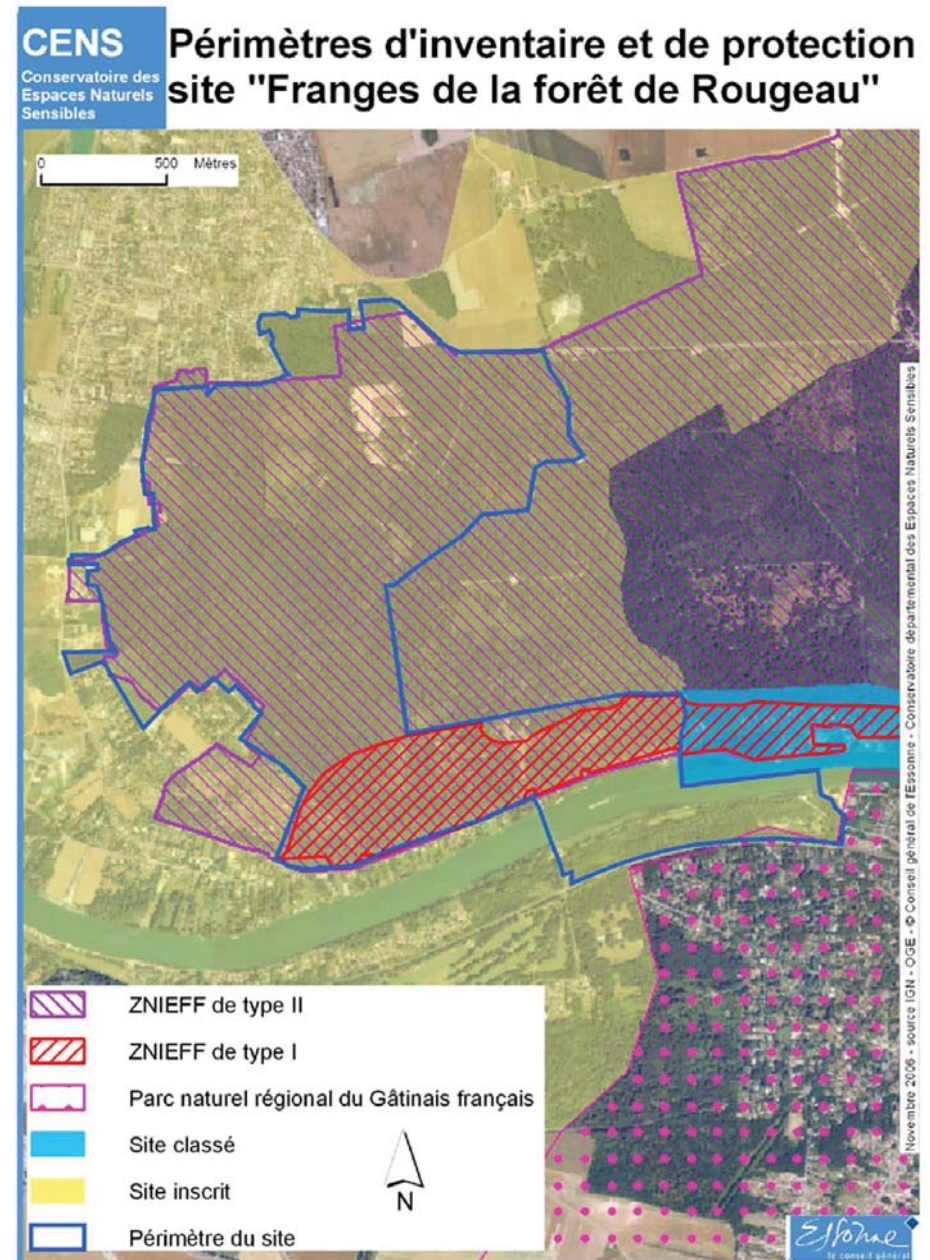 CENS
Conservatoire des
Espaces Naturels
Sensibles
Périmètres d'inventaire et de protection
site "Franges de la forêt de Rougeau"
0 500 Mètres
Novembre 2006 - source IGN - OGE - © Conseil général de l'Essonne - Conservatoire départemental des Espaces Naturels Sensibles
ZNIEFF de type II
ZNIEFF de type I
Parc naturel régional du Gâtinais français
Site classé
Site inscrit
Périmètre du site
N
Essonne
le conseil général